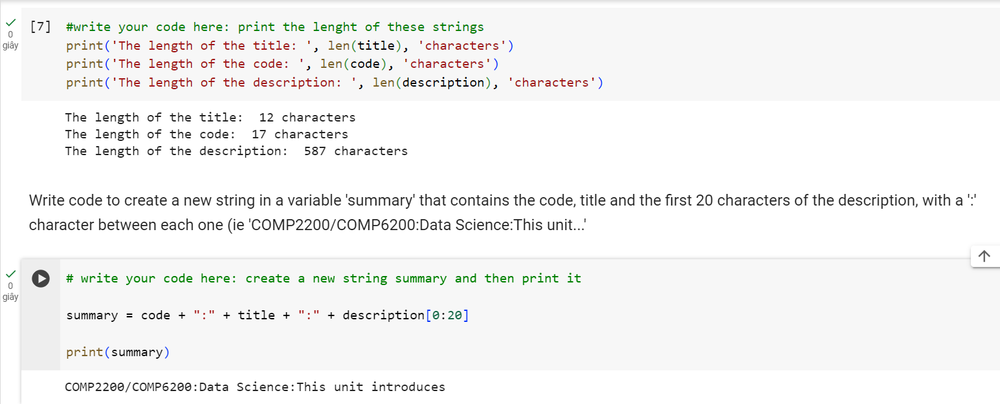 [7] #write your code here: print the lenght of these strings
0
giây
print('The length of the title: ', len(title), 'characters')
print('The length of the code: ', len(code), 'characters')
print('The length of the description: ', len(description), 'characters')
The length of the title:  12 characters
The length of the code:  17 characters
The length of the description:  587 characters
Write code to create a new string in a variable 'summary' that contains the code, title and the first 20 characters of the description, with a ':'
character between each one (ie 'COMP2200/COMP6200:Data Science:This unit...'
# write your code here: create a new string summary and then print it
0
giây
summary = code + ":" + title + ":" + description[0:20]
print(summary)
COMP2200/COMP6200:Data Science:This unit introduces